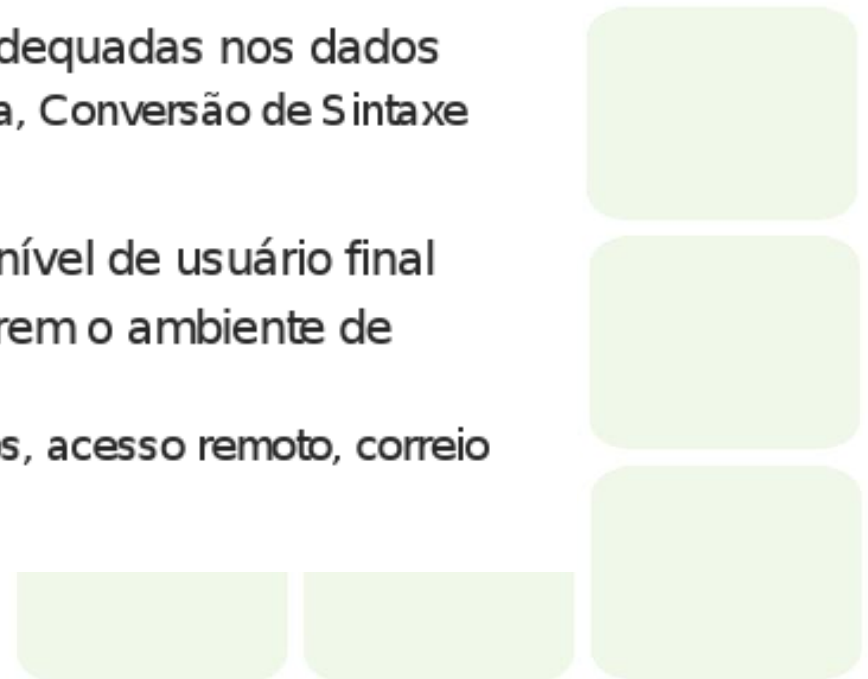 dequadas nos dados
a, Conversão de Sintaxe
nível de usuário final
rem o ambiente de
s, acesso remoto, correio